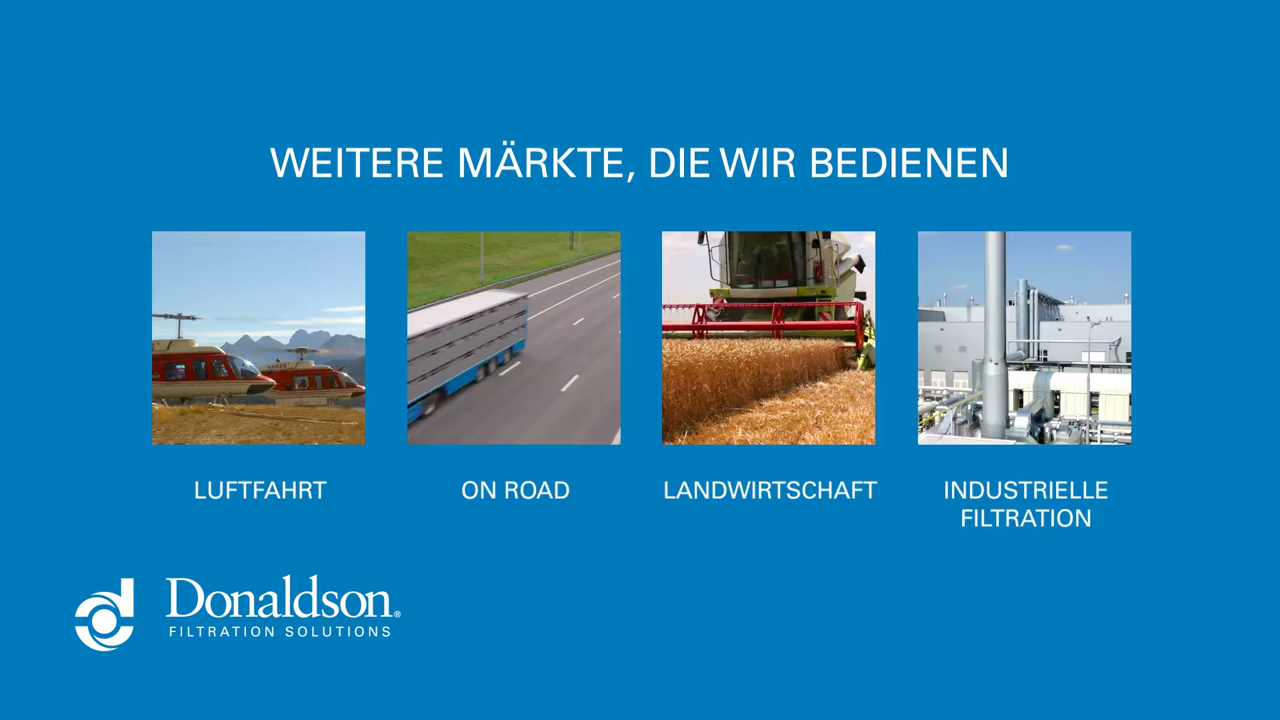 WEITERE MÄRKTE, DIE WIR BEDIENEN
LUFTFAHRT
ON ROAD
LANDWIRTSCHAFT
INDUSTRIELLE
FILTRATION
Donaldson®
FILTRATION SOLUTIONS